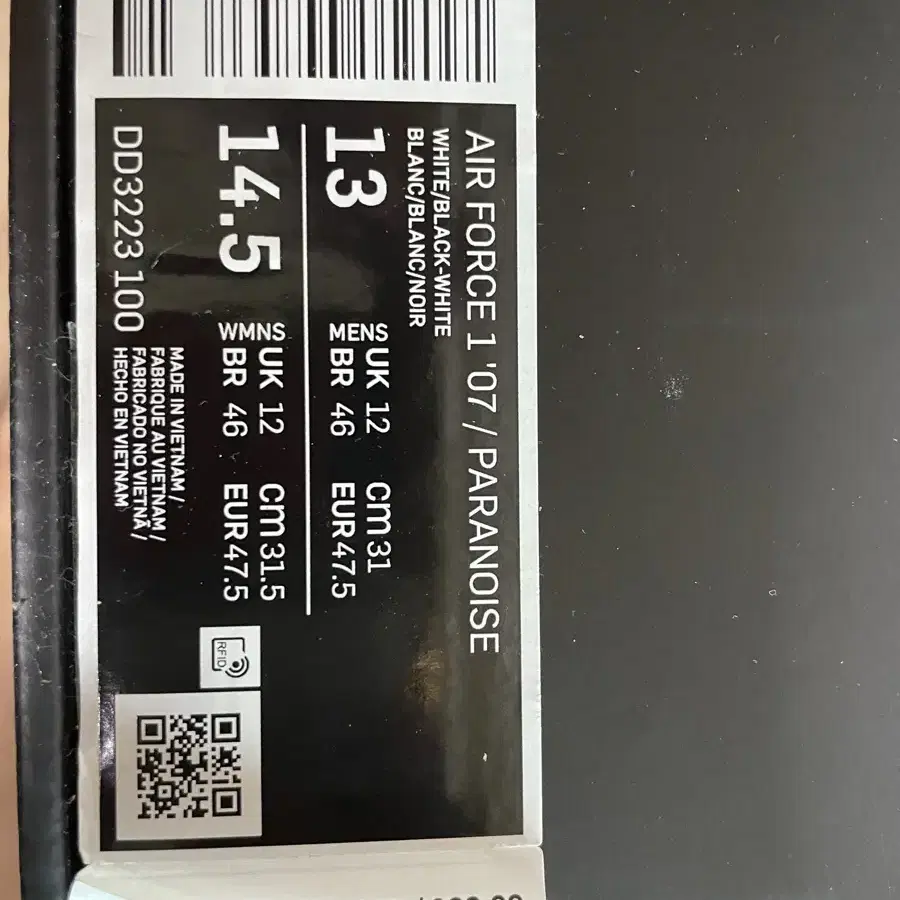 AIR FORCE 1 '07 / PARANOISE
WHITE/BLACK-WHITE
BLANC/BLANC/NOIR
13
MENS UK 12 cm 31
BR 46 EUR 47.5
14.5
WMNS UK 12 cm 31.5
BR 46 EUR 47.5
DD3223 100
MADE IN VIETNAM /
FABRIQUE AU VIETNAM /
FABRICADO NO VIETNÃ /
HECHO EN VIETNAM
RFID